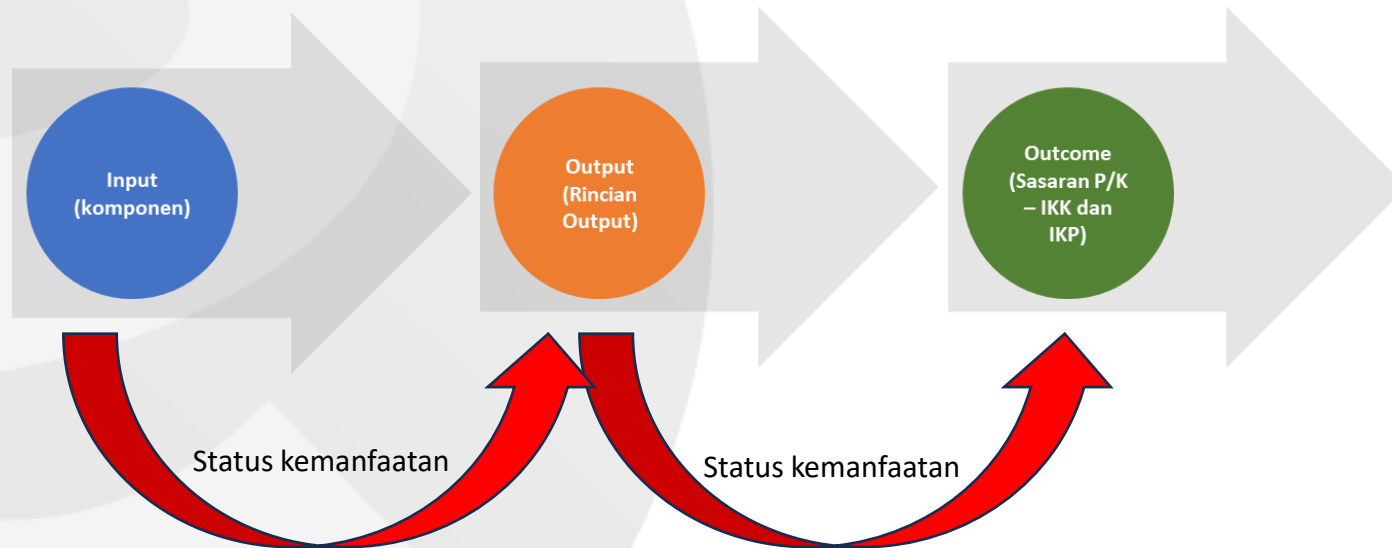 Input
(komponen)
Output
(Rincian
Output)
Outcome
(Sasaran P/K
– IKK dan
IKP)
Status kemanfaatan
Status kemanfaatan